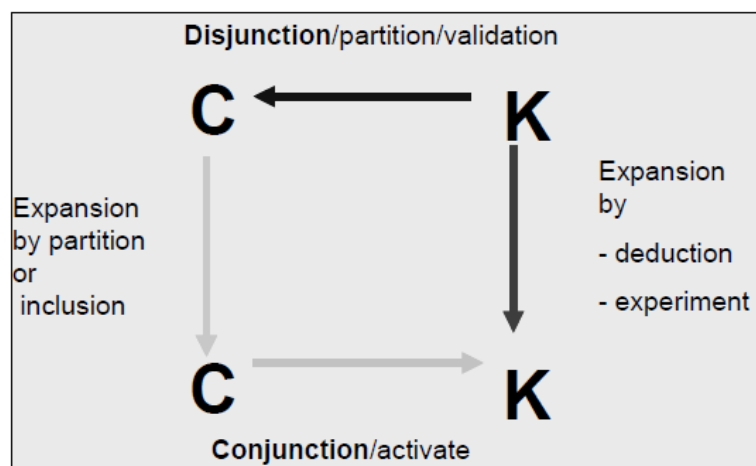 Disjunction/partition/validation
C
K
Expansion
by partition
or
inclusion
Expansion
by
- deduction
- experiment
C
K
Conjunction/activate